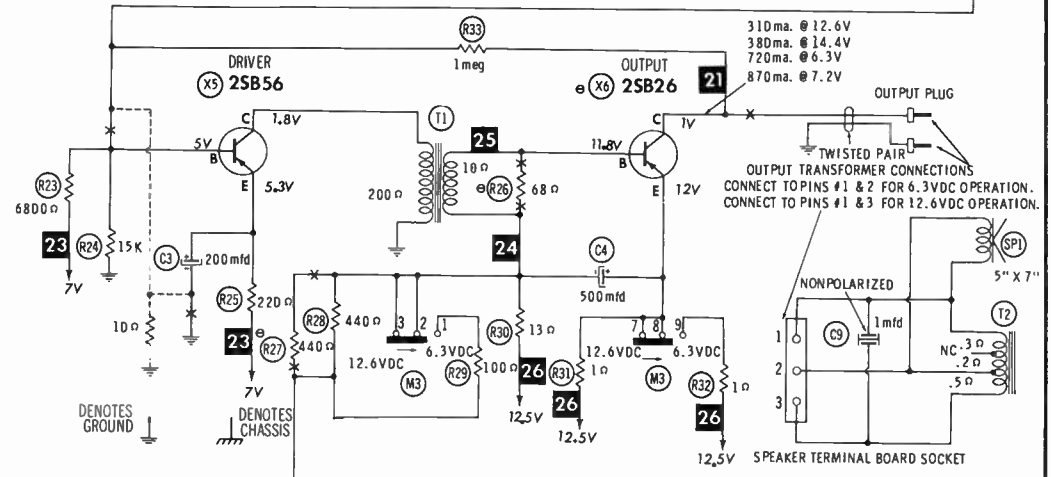 R33
1meg
310ma. @ 12.6V
380ma. @ 14.4V
720ma. @ 6.3V
870ma. @ 7.2V
DRIVER
X5 2SB56
OUTPUT
⊖ X6 2SB26
21
OUTPUT PLUG
C
1.8V
T1
25
C
1V
5V
B
11.8V
B
E
5.3V
10Ω
⊖ R26
68Ω
200Ω
E
12V
TWISTED PAIR
OUTPUT TRANSFORMER CONNECTIONS
CONNECT TO PINS #1 & 2 FOR 6.3VDC OPERATION.
CONNECT TO PINS #1 & 3 FOR 12.6VDC OPERATION.
R23
6800Ω
23
7V
R24
15K
C3
200mfd
24
C4
500mfd
SP1
5" X 7"
R25
220Ω
23
7V
10Ω
⊖
R27
440Ω
R28
440Ω
3
2
1
12.6VDC
6.3VDC
M3
R29
100Ω
R30
13Ω
26
12.5V
R31
1Ω
26
12.5V
7
8
9
12.6VDC
6.3VDC
M3
R32
1Ω
26
12.5V
NONPOLARIZED
C9
1mfd
T2
1
2
3
NC
.3Ω
.2Ω
.5Ω
DENOTES
GROUND
DENOTES
CHASSIS
SPEAKER TERMINAL BOARD SOCKET